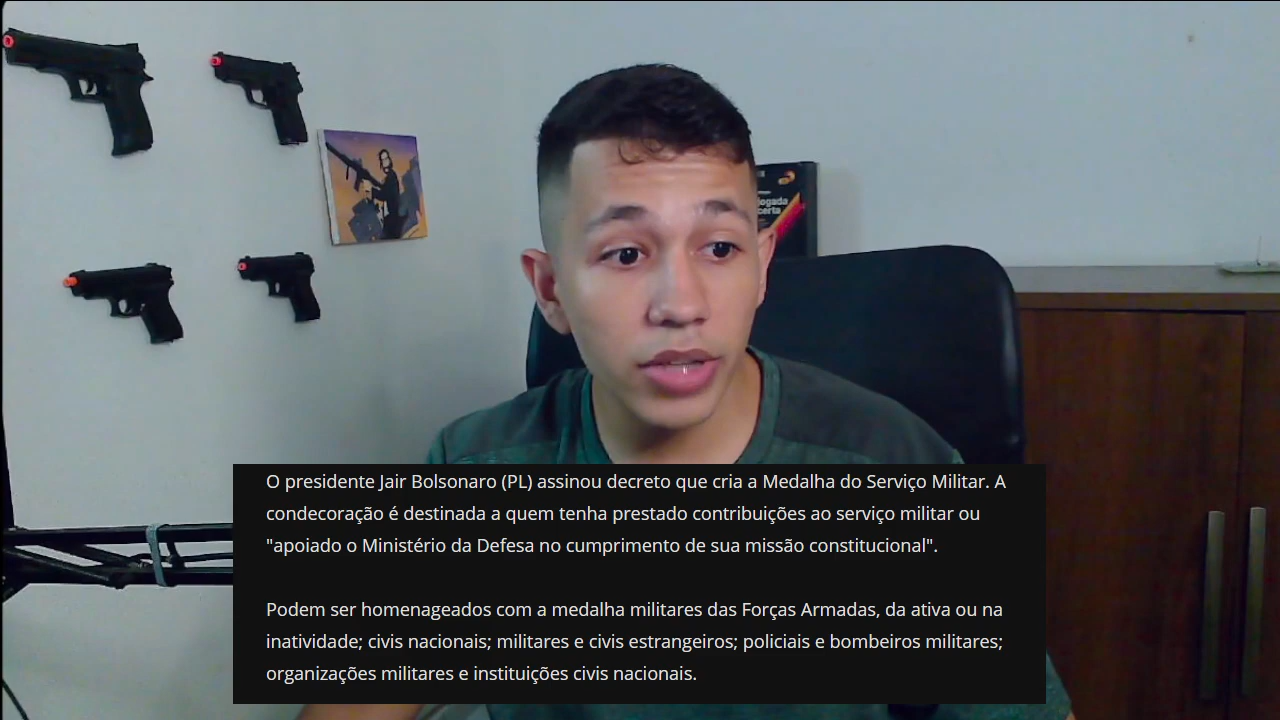 jogada
certa
O presidente Jair Bolsonaro (PL) assinou decreto que cria a Medalha do Serviço Militar. A
condecoração é destinada a quem tenha prestado contribuições ao serviço militar ou
"apoiado o Ministério da Defesa no cumprimento de sua missão constitucional".
Podem ser homenageados com a medalha militares das Forças Armadas, da ativa ou na
inatividade; civis nacionais; militares e civis estrangeiros; policiais e bombeiros militares;
organizações militares e instituições civis nacionais.